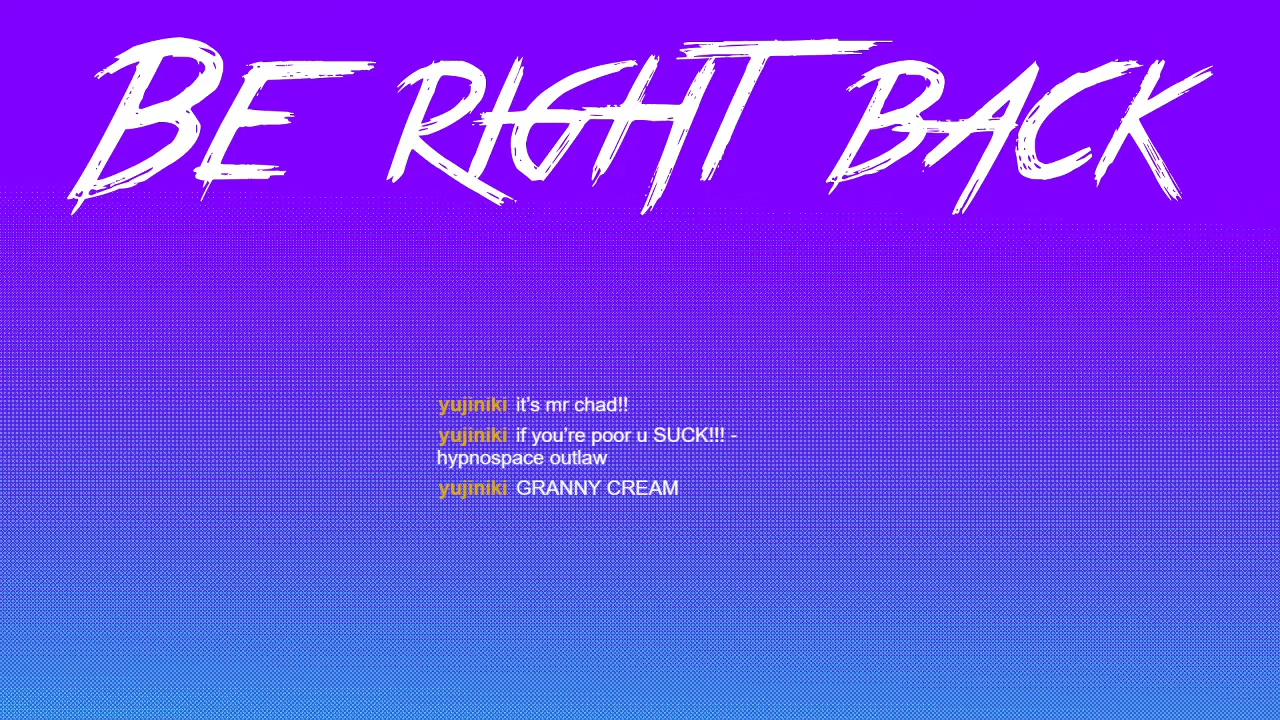 BE RIGHT BACK
yujiniki it's mr chad!!
yujiniki if you're poor u SUCK!!! -
hypnospace outlaw
yujiniki GRANNY CREAM